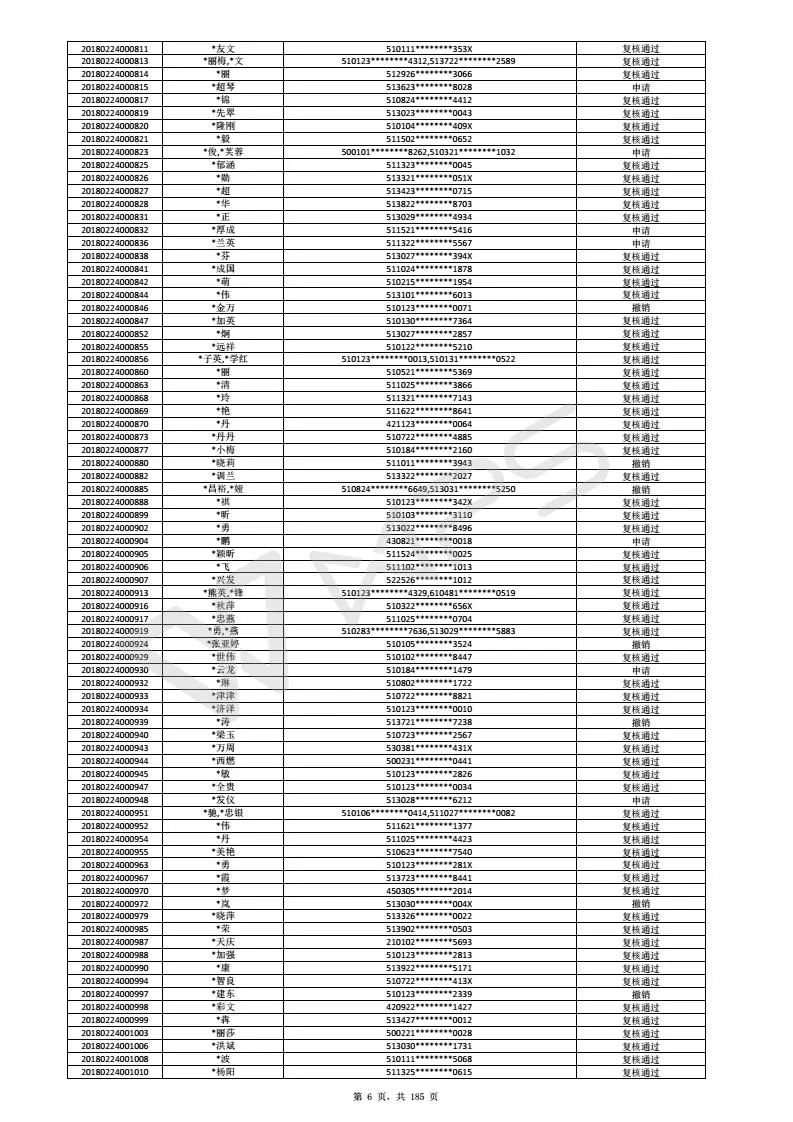 20180224000811 *友文 510111********353X 复核通过
20180224000813 *丽梅,*文 510123********4312,513722********2589 复核通过
20180224000814 *丽 512926********3066 复核通过
20180224000815 *超琴 513623********8028 申请
20180224000817 *锦 510824********4412 复核通过
20180224000819 *先翠 513023********0043 复核通过
20180224000820 *隆刚 510104********409X 复核通过
20180224000821 *毅 511502********0652 复核通过
20180224000823 *俊,*芙蓉 500101********8262,510321********1032 申请
20180224000825 *郁涵 511323********0045 复核通过
20180224000826 *勋 513321********051X 复核通过
20180224000827 *超 513423********0715 复核通过
20180224000828 *华 513822********8703 复核通过
20180224000831 *正 513029********4934 复核通过
20180224000832 *厚成 511521********5416 申请
20180224000836 *兰英 511322********5567 申请
20180224000838 *芬 513027********394X 复核通过
20180224000841 *成国 511024********1878 复核通过
20180224000842 *萌 510215********1954 复核通过
20180224000844 *伟 513101********6013 复核通过
20180224000846 *金万 510123********0071 撤销
20180224000847 *加英 510130********7364 复核通过
20180224000852 *炯 513027********2857 复核通过
20180224000855 *远祥 510122********5210 复核通过
20180224000856 *子英,*学红 510123********0013,510131********0522 复核通过
20180224000860 *丽 510521********5369 复核通过
20180224000863 *清 511025********3866 复核通过
20180224000868 *玲 511321********7143 复核通过
20180224000869 *艳 511622********8641 复核通过
20180224000870 *丹 421123********0064 复核通过
20180224000873 *丹丹 510722********4885 复核通过
20180224000877 *小梅 510184********2160 复核通过
20180224000880 *晓莉 511011********3943 撤销
20180224000882 *训兰 513322********2027 复核通过
20180224000885 *昌裕,*娅 510824********6649,513031********5250 撤销
20180224000888 *祺 510123********342X 复核通过
20180224000899 *昕 510103********3110 复核通过
20180224000902 *勇 513022********8496 复核通过
20180224000904 *鹏 430821********0018 申请
20180224000905 *颖昕 511524********0025 复核通过
20180224000906 *飞 511102********1013 复核通过
20180224000907 *兴发 522526********1012 复核通过
20180224000913 *熊英,*锋 510123********4329,610481********0519 复核通过
20180224000916 *秋萍 510322********656X 复核通过
20180224000917 *忠燕 511025********0704 复核通过
20180224000919 *勇,*燕 510283********7636,513029********5883 复核通过
20180224000924 *张亚婷 510105********3524 撤销
20180224000929 *世伟 510102********8447 复核通过
20180224000930 *云龙 510184********1479 申请
20180224000932 *琳 510802********1722 复核通过
20180224000933 *津津 510722********8821 复核通过
20180224000934 *济洋 510123********0010 复核通过
20180224000939 *涛 513721********7238 撤销
20180224000940 *梁玉 510723********2567 复核通过
20180224000943 *万周 530381********431X 复核通过
20180224000944 *西燃 500231********0441 复核通过
20180224000945 *敏 510123********2826 复核通过
20180224000947 *全贵 510123********0034 复核通过
20180224000948 *发仪 513028********6212 申请
20180224000951 *驰,*忠银 510106********0414,511027********0082 复核通过
20180224000952 *伟 511621********1377 复核通过
20180224000954 *丹 511025********4423 复核通过
20180224000955 *美艳 510623********7540 复核通过
20180224000963 *勇 510123********281X 复核通过
20180224000967 *霞 513723********8441 复核通过
20180224000970 *梦 450305********2014 复核通过
20180224000972 *岚 513030********004X 撤销
20180224000979 *晓萍 513326********0022 复核通过
20180224000985 *荣 513902********0503 复核通过
20180224000987 *天庆 210102********5693 复核通过
20180224000988 *加强 510123********2813 复核通过
20180224000990 *康 513922********5171 复核通过
20180224000994 *智良 510722********413X 复核通过
20180224000997 *建东 510123********2339 撤销
20180224000998 *彩文 420922********1427 复核通过
20180224000999 *犇 513427********0012 复核通过
20180224001003 *丽莎 500221********0028 复核通过
20180224001006 *洪斌 513030********1731 复核通过
20180224001008 *波 510111********5068 复核通过
20180224001010 *杨阳 511325********0615 复核通过
第 6 页, 共 185 页